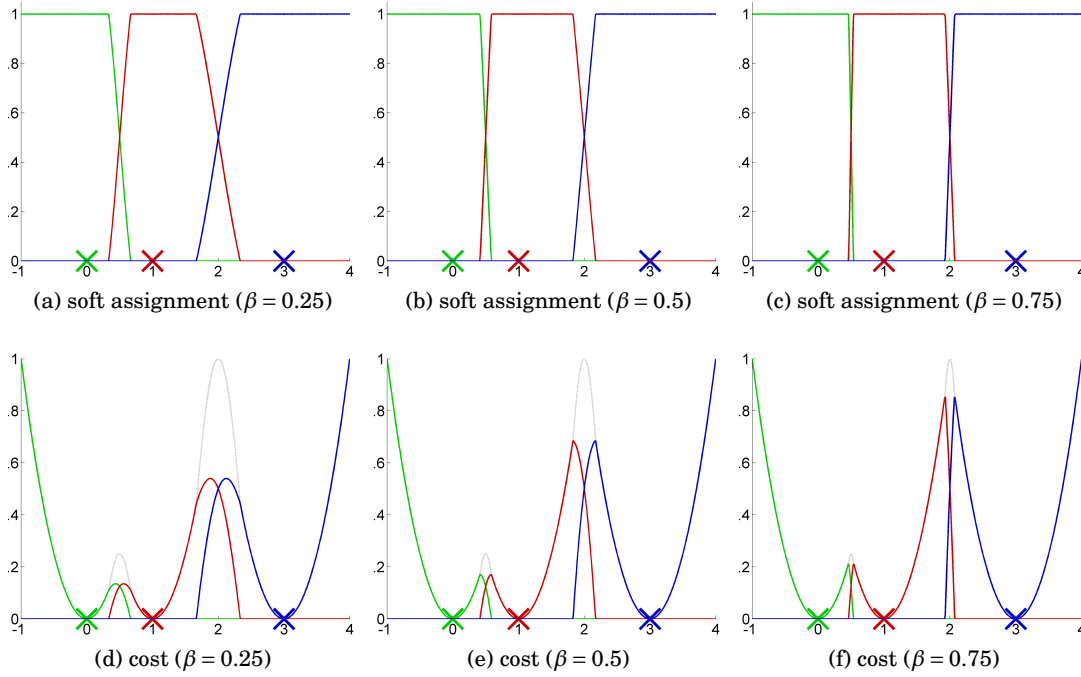 1 1 1
.8 .8 .8
.6 .6 .6
.4 .4 .4
.2 .2 .2
0 0 0
-1 0 1 2 3 4 -1 0 1 2 3 4 -1 0 1 2 3 4
(a) soft assignment (β = 0.25) (b) soft assignment (β = 0.5) (c) soft assignment (β = 0.75)
1 1 1
.8 .8 .8
.6 .6 .6
.4 .4 .4
.2 .2 .2
0 0 0
-1 0 1 2 3 4 -1 0 1 2 3 4 -1 0 1 2 3 4
(d) cost (β = 0.25) (e) cost (β = 0.5) (f) cost (β = 0.75)